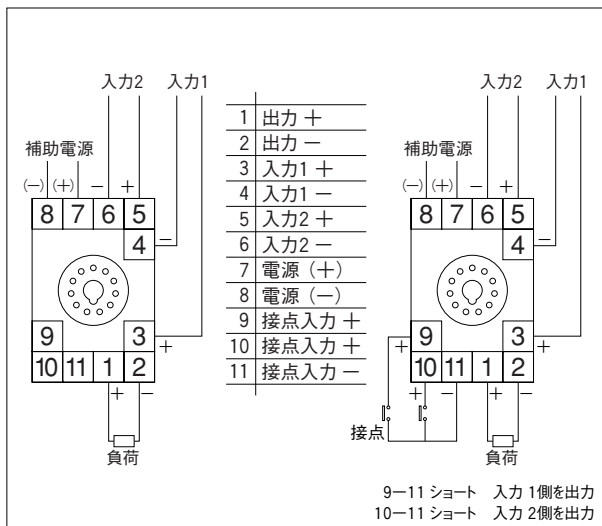 入力2 入力1
補助電源
(−) (+) − +
8 7 6 5
4 −
9 3
+
10 11 1 2
+ −
負荷
1 出力 +
2 出力 −
3 入力1 +
4 入力1 −
5 入力2 +
6 入力2 −
7 電源 (+)
8 電源 (−)
9 接点入力 +
10 接点入力 +
11 接点入力 −
入力2 入力1
補助電源
(−) (+) − +
8 7 6 5
4 −
9 3
+ +
10 11 1 2
+ − + −
接点
負荷
9−11 ショート 入力 1側を出力
10−11 ショート 入力 2側を出力